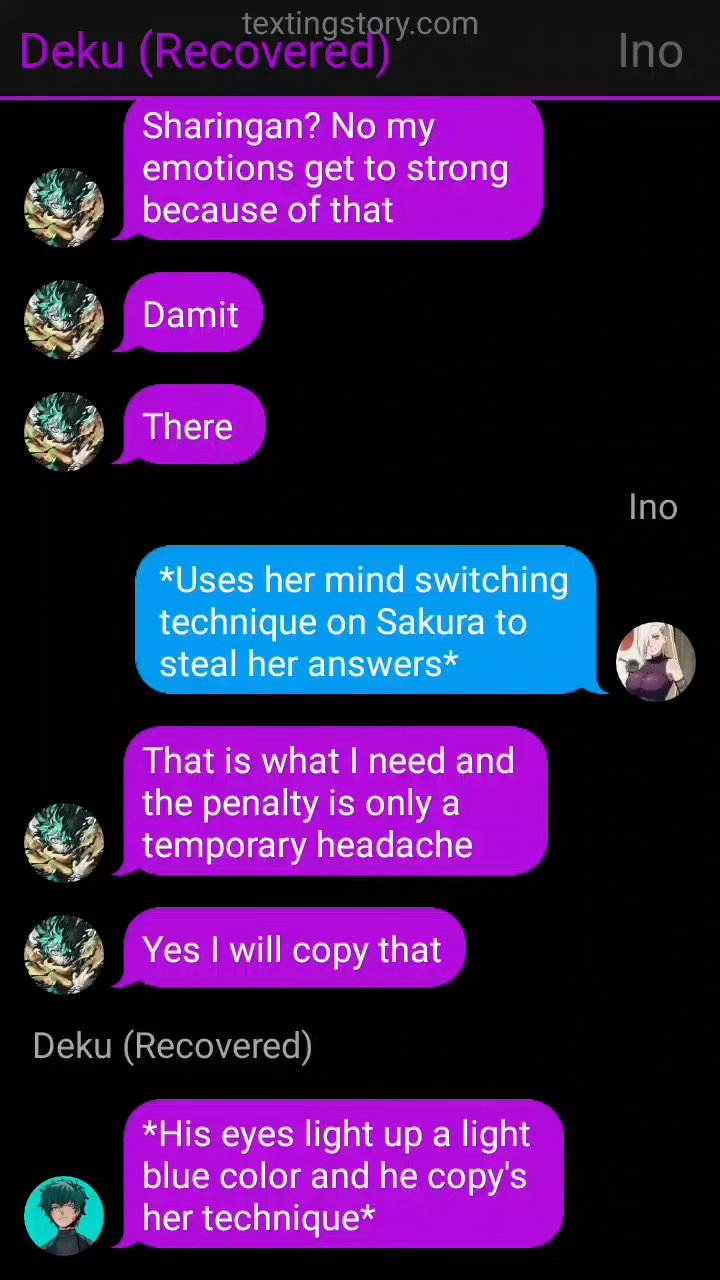 textingstory.com
Deku (Recovered)
Ino
Sharingan? No my
emotions get to strong
because of that
Damit
There
Ino
*Uses her mind switching
technique on Sakura to
steal her answers*
That is what I need and
the penalty is only a
temporary headache
Yes I will copy that
Deku (Recovered)
*His eyes light up a light
blue color and he copy's
her technique*